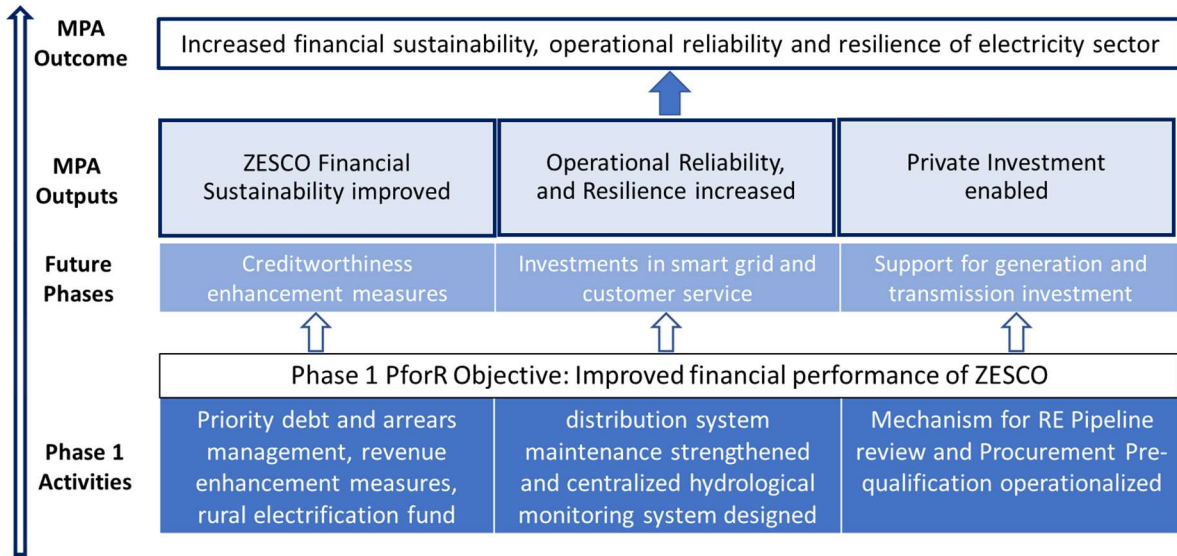 MPA
Outcome
Increased financial sustainability, operational reliability and resilience of electricity sector
MPA
Outputs
ZESCO Financial
Sustainability improved
Operational Reliability,
and Resilience increased
Private Investment
enabled
Future
Phases
Creditworthiness
enhancement measures
Investments in smart grid and
customer service
Support for generation and
transmission investment
Phase 1 PforR Objective: Improved financial performance of ZESCO
Phase 1
Activities
Priority debt and arrears
management, revenue
enhancement measures,
rural electrification fund
distribution system
maintenance strengthened
and centralized hydrological
monitoring system designed
Mechanism for RE Pipeline
review and Procurement Pre-
qualification operationalized